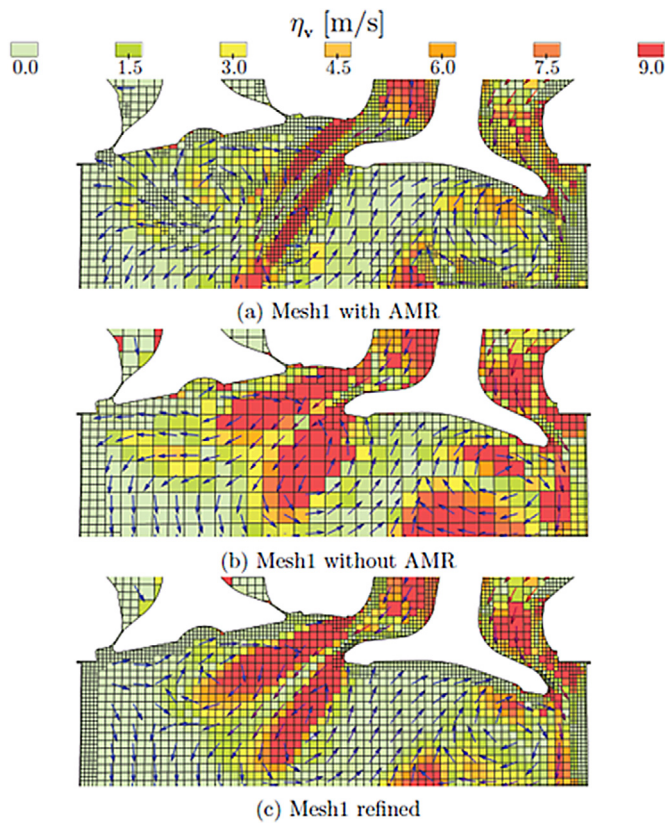 η_v [m/s]
0.0 1.5 3.0 4.5 6.0 7.5 9.0
(a) Mesh1 with AMR
(b) Mesh1 without AMR
(c) Mesh1 refined